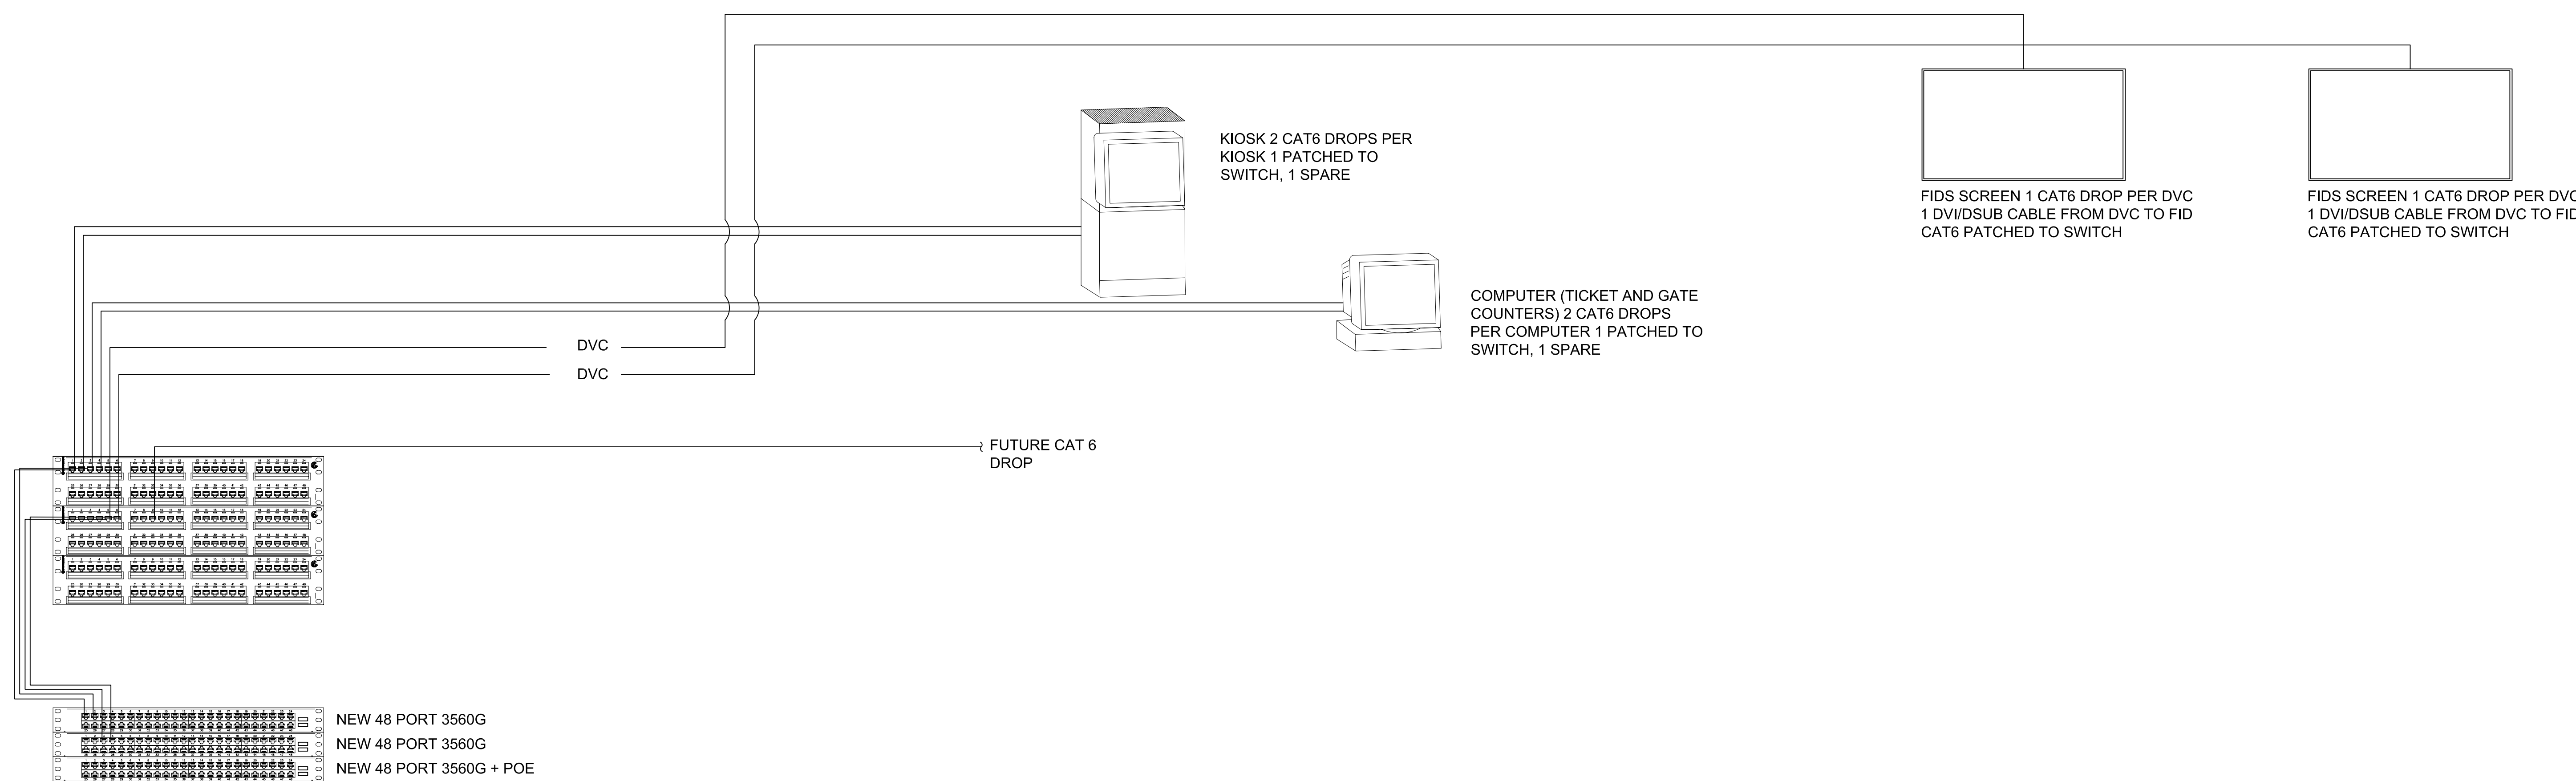 KIOSK 2 CAT6 DROPS PER
KIOSK 1 PATCHED TO
SWITCH, 1 SPARE
FIDS SCREEN 1 CAT6 DROP PER DVC
1 DVI/DSUB CABLE FROM DVC TO FID
CAT6 PATCHED TO SWITCH
FIDS SCREEN 1 CAT6 DROP PER DVC
1 DVI/DSUB CABLE FROM DVC TO FID
CAT6 PATCHED TO SWITCH
COMPUTER (TICKET AND GATE
COUNTERS) 2 CAT6 DROPS
PER COMPUTER 1 PATCHED TO
SWITCH, 1 SPARE
DVC
DVC
FUTURE CAT 6
DROP
NEW 48 PORT 3560G
NEW 48 PORT 3560G
NEW 48 PORT 3560G + POE